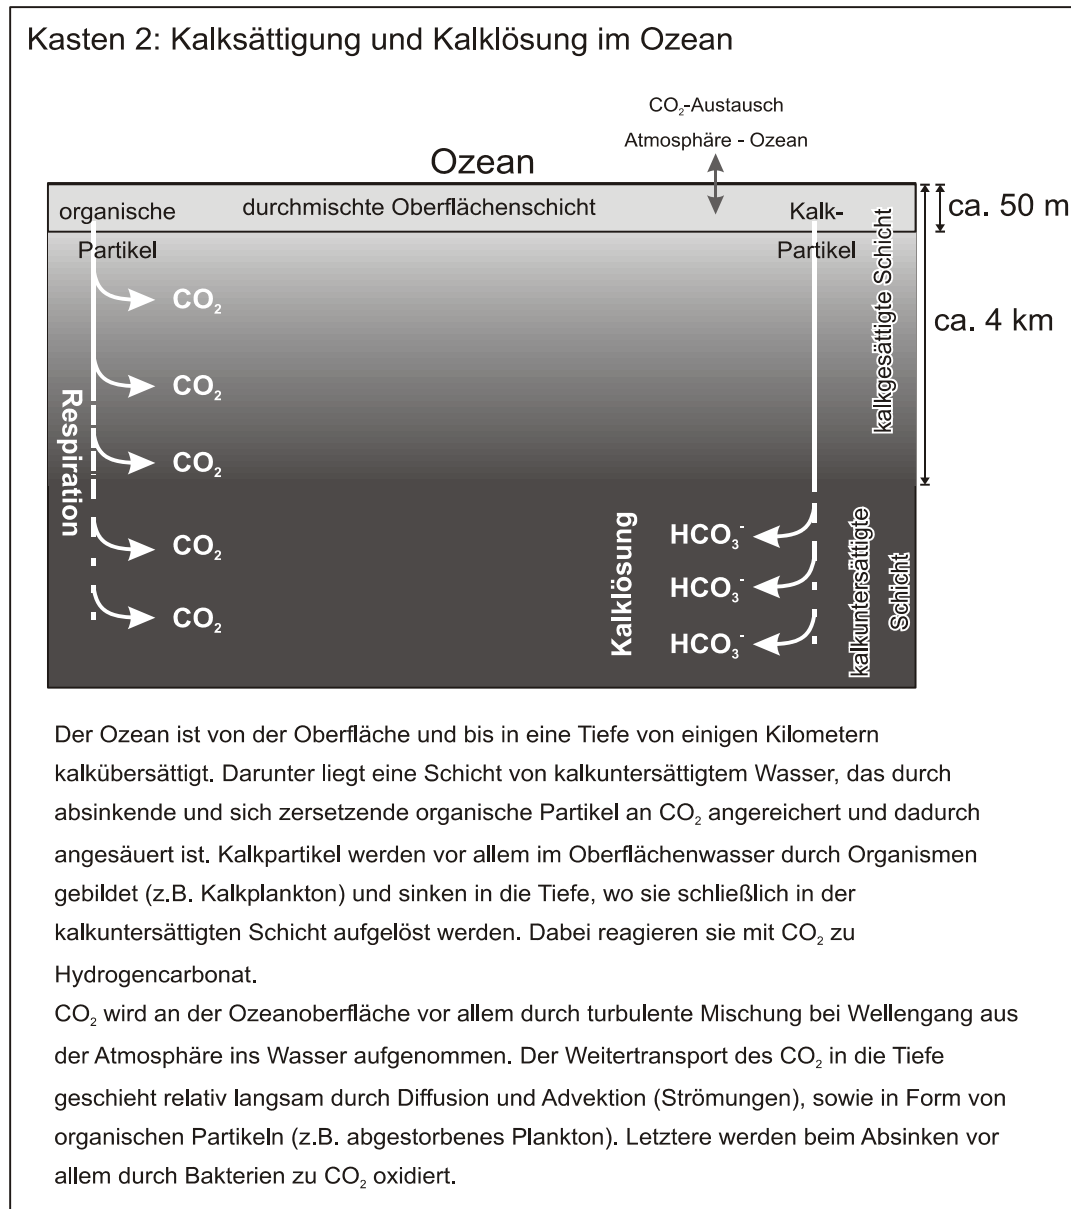 Kasten 2: Kalksättigung und Kalklösung im Ozean
CO₂-Austausch
Atmosphäre - Ozean
Ozean
organische
Partikel
durchmischte Oberflächenschicht
Kalk-
Partikel
ca. 50 m
ca. 4 km
kalkgesättigte Schicht
CO₂
CO₂
CO₂
CO₂
CO₂
Respiration
Kalklösung
HCO₃⁻
HCO₃⁻
HCO₃⁻
kalkuntersättigte
Schicht
Der Ozean ist von der Oberfläche und bis in eine Tiefe von einigen Kilometern
kalkübersättigt. Darunter liegt eine Schicht von kalkuntersättigtem Wasser, das durch
absinkende und sich zersetzende organische Partikel an CO₂ angereichert und dadurch
angesäuert ist. Kalkpartikel werden vor allem im Oberflächenwasser durch Organismen
gebildet (z.B. Kalkplankton) und sinken in die Tiefe, wo sie schließlich in der
kalkuntersättigten Schicht aufgelöst werden. Dabei reagieren sie mit CO₂ zu
Hydrogencarbonat.
CO₂ wird an der Ozeanoberfläche vor allem durch turbulente Mischung bei Wellengang aus
der Atmosphäre ins Wasser aufgenommen. Der Weitertransport des CO₂ in die Tiefe
geschieht relativ langsam durch Diffusion und Advektion (Strömungen), sowie in Form von
organischen Partikeln (z.B. abgestorbenes Plankton). Letztere werden beim Absinken vor
allem durch Bakterien zu CO₂ oxidiert.